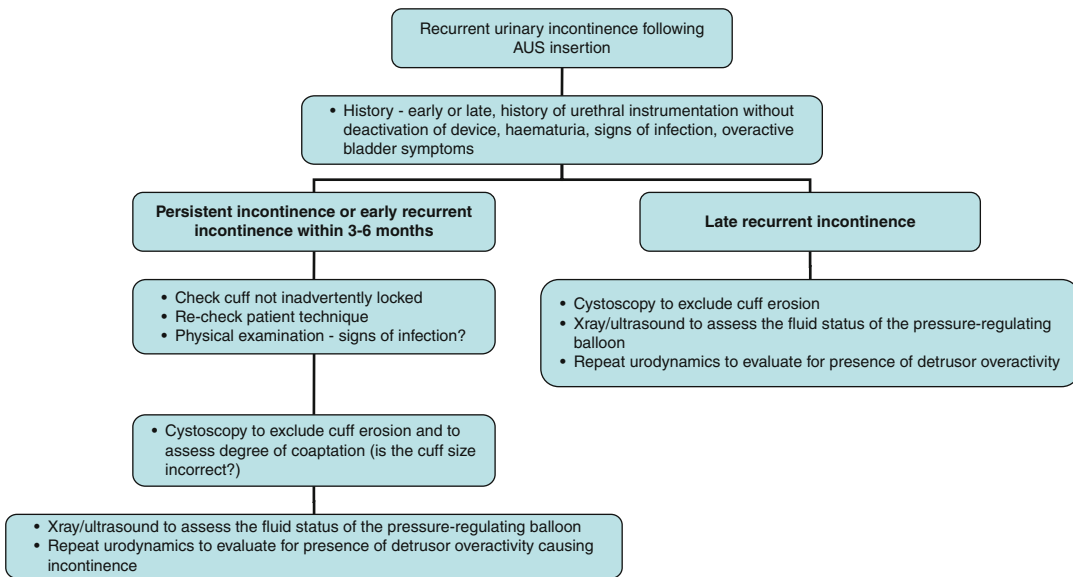 Recurrent urinary incontinence following
AUS insertion
• History - early or late, history of urethral instrumentation without
deactivation of device, haematuria, signs of infection, overactive
bladder symptoms
Persistent incontinence or early recurrent
incontinence within 3-6 months
• Check cuff not inadvertently locked
• Re-check patient technique
• Physical examination - signs of infection?
• Cystoscopy to exclude cuff erosion and to
assess degree of coaptation (is the cuff size
incorrect?)
• Xray/ultrasound to assess the fluid status of the pressure-regulating balloon
• Repeat urodynamics to evaluate for presence of detrusor overactivity causing
incontinence
Late recurrent incontinence
• Cystoscopy to exclude cuff erosion
• Xray/ultrasound to assess the fluid status of the pressure-regulating
balloon
• Repeat urodynamics to evaluate for presence of detrusor overactivity